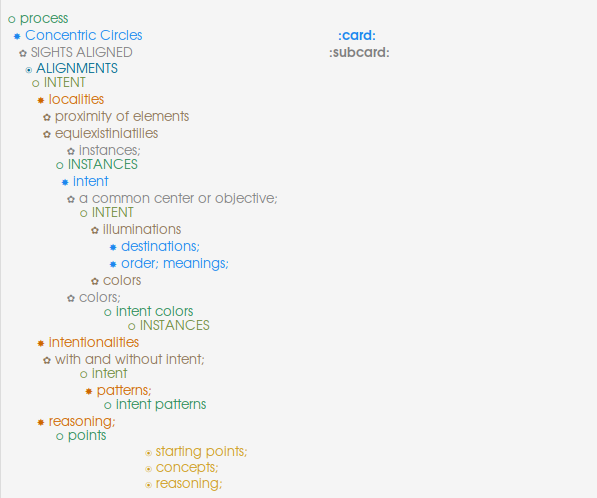 process
Concentric Circles :card:
SIGHTS ALIGNED :subcard:
ALIGNMENTS
INTENT
localities
proximity of elements
equiexistiniatilies
instances;
INSTANCES
intent
a common center or objective;
INTENT
illuminations
destinations;
order; meanings;
colors
colors;
intent colors
INSTANCES
intentionalities
with and without intent;
intent
patterns;
intent patterns
reasoning;
points
starting points;
concepts;
reasoning;